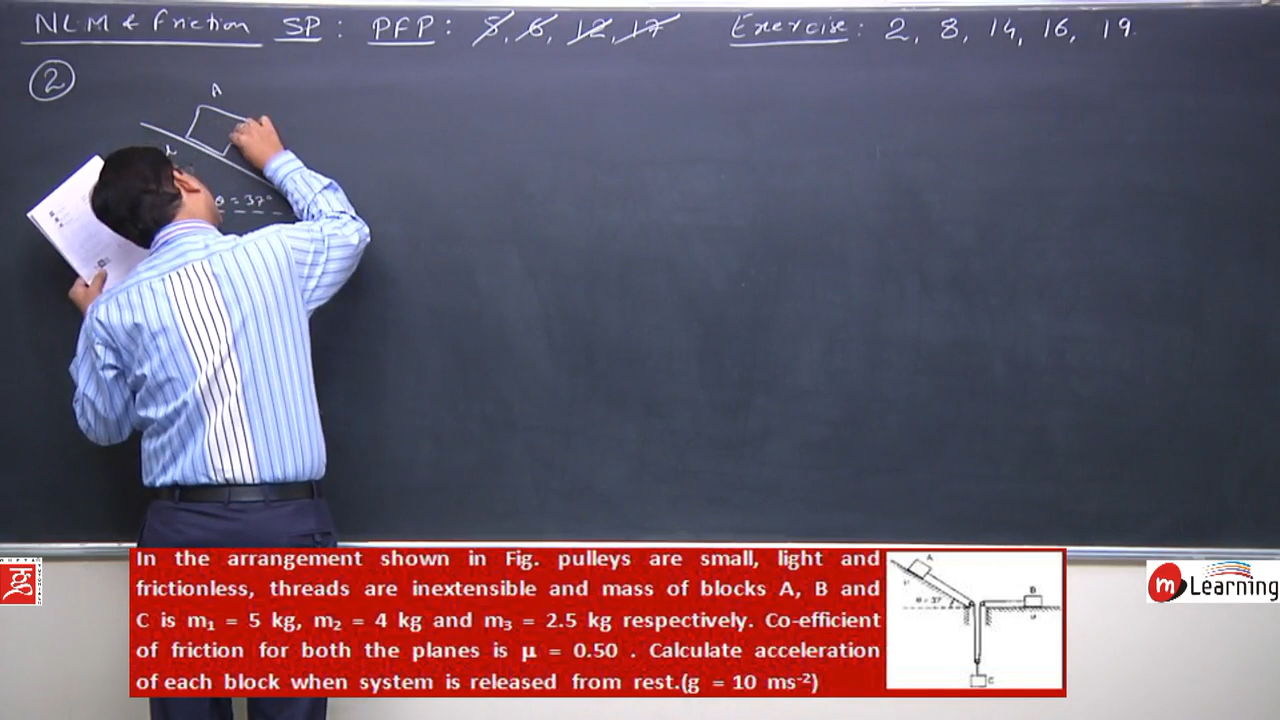 NLM & Friction SP : PFP : 5, 6, 12, 17 Exercise : 2, 8, 14, 16, 19
2
A
θ = 37°
In the arrangement shown in Fig. pulleys are small, light and
frictionless, threads are inextensible and mass of blocks A, B and
C is m₁ = 5 kg, m₂ = 4 kg and m₃ = 2.5 kg respectively. Co-efficient
of friction for both the planes is μ = 0.50 . Calculate acceleration
of each block when system is released from rest.(g = 10 ms⁻²)
A
μ
θ = 37
B
μ
C
m Learning